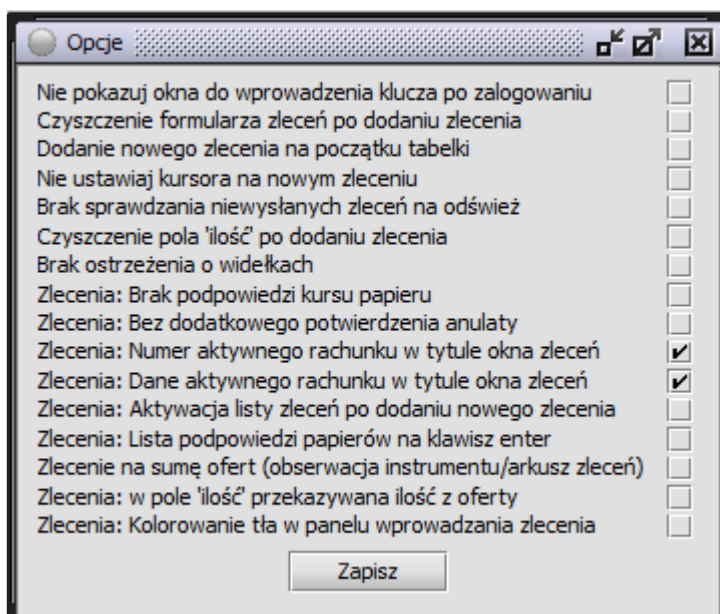 Opcje
Nie pokazuj okna do wprowadzenia klucza po zalogowaniu
Czyszczenie formularza zleceń po dodaniu zlecenia
Dodanie nowego zlecenia na początku tabelki
Nie ustawiaj kursora na nowym zleceniu
Brak sprawdzania niewysłanych zleceń na odśwież
Czyszczenie pola 'ilość' po dodaniu zlecenia
Brak ostrzeżenia o widełkach
Zlecenia: Brak podpowiedzi kursu papieru
Zlecenia: Bez dodatkowego potwierdzenia anulaty
Zlecenia: Numer aktywnego rachunku w tytule okna zleceń
Zlecenia: Dane aktywnego rachunku w tytule okna zleceń
Zlecenia: Aktywacja listy zleceń po dodaniu nowego zlecenia
Zlecenia: Lista podpowiedzi papierów na klawisz enter
Zlecenie na sumę ofert (obserwacja instrumentu/arkusz zleceń)
Zlecenia: w pole 'ilość' przekazywana ilość z oferty
Zlecenia: Kolorowanie tła w panelu wprowadzania zlecenia
Zapisz